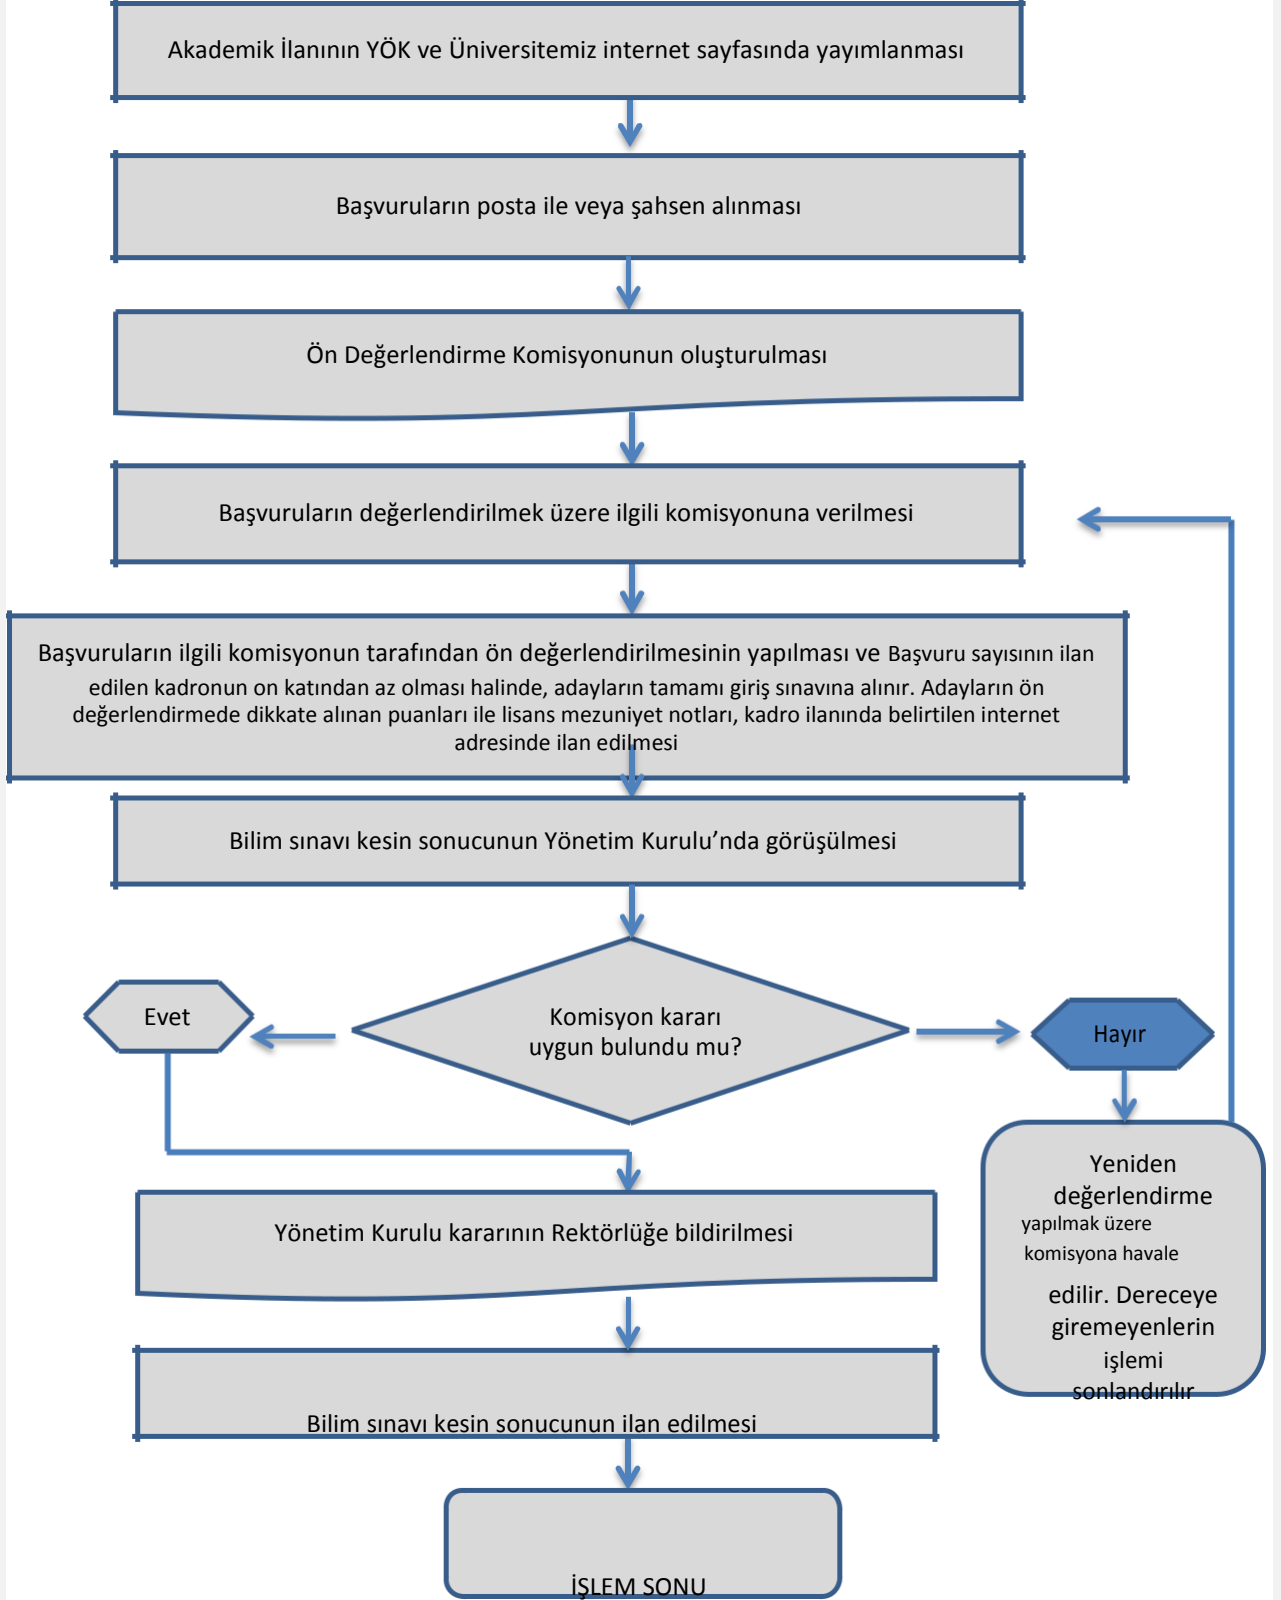 Akademik İlanının YÖK ve Üniversitemiz internet sayfasında yayımlanması
Başvuruların posta ile veya şahsen alınması
Ön Değerlendirme Komisyonunun oluşturulması
Başvuruların değerlendirilmek üzere ilgili komisyonuna verilmesi
Başvuruların ilgili komisyonun tarafından ön değerlendirilmesinin yapılması ve Başvuru sayısının ilan
edilen kadronun on katından az olması halinde, adayların tamamı giriş sınavına alınır. Adayların ön
değerlendirmede dikkate alınan puanları ile lisans mezuniyet notları, kadro ilanında belirtilen internet
adresinde ilan edilmesi
Bilim sınavı kesin sonucunun Yönetim Kurulu’nda görüşülmesi
Komisyon kararı
uygun bulundu mu?
Evet
Hayır
Yeniden
değerlendirme
yapılmak üzere
komisyona havale
edilir. Dereceye
giremeyenlerin
işlemi
sonlandırılır
Yönetim Kurulu kararının Rektörlüğe bildirilmesi
Bilim sınavı kesin sonucunun ilan edilmesi
İŞLEM SONU